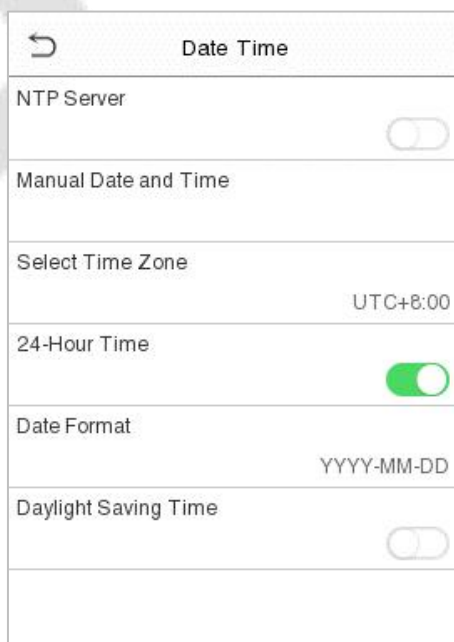 Date Time
NTP Server
Manual Date and Time
Select Time Zone
UTC+8:00
24-Hour Time
Date Format
YYYY-MM-DD
Daylight Saving Time